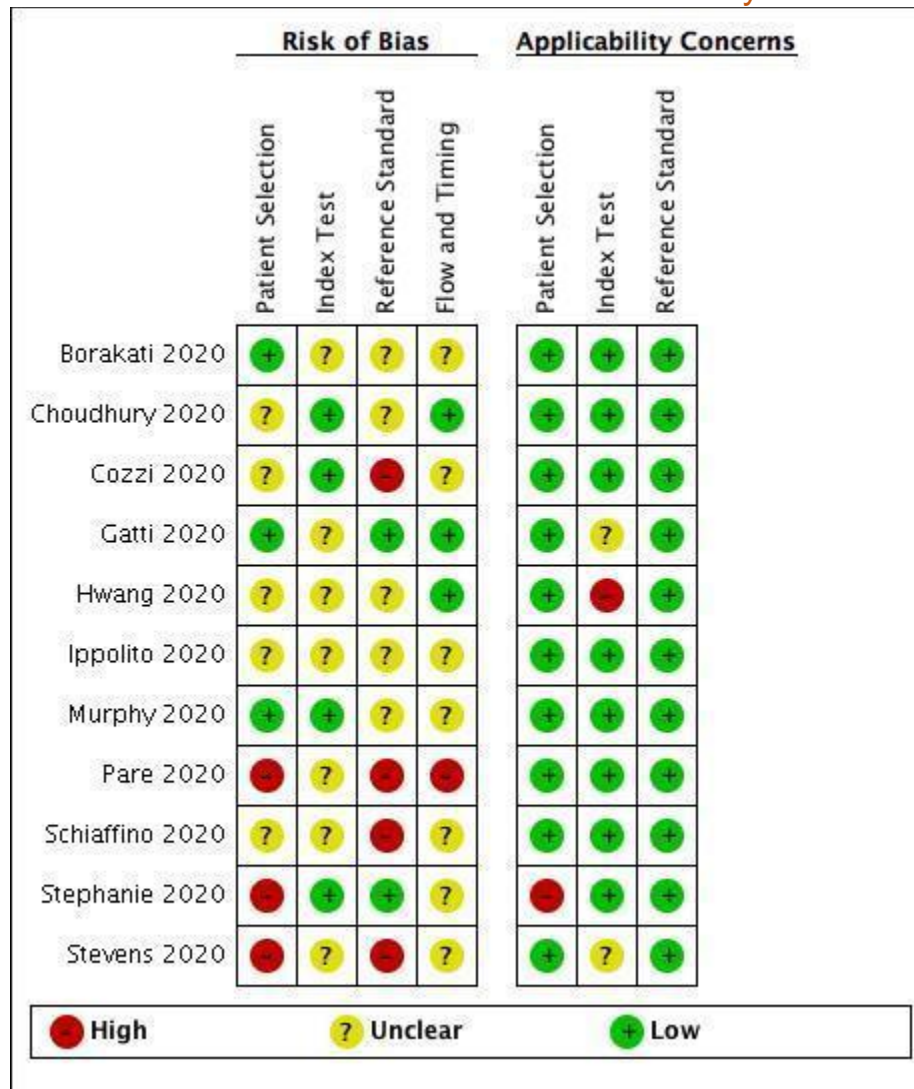 Risk of Bias Applicability Concerns
Patient Selection
Index Test
Reference Standard
Flow and Timing
Patient Selection
Index Test
Reference Standard
Borakati 2020 + ? ? ? + + +
Choudhury 2020 ? + ? + + + +
Cozzi 2020 ? + - ? + + +
Gatti 2020 + ? + + + ? +
Hwang 2020 ? ? ? + + - +
Ippolito 2020 ? ? ? ? + + +
Murphy 2020 + + ? ? + + +
Pare 2020 - ? - - + + +
Schiaffino 2020 ? ? - ? + + +
Stephanie 2020 - + + ? - + +
Stevens 2020 - ? - ? + ? +
- High ? Unclear + Low